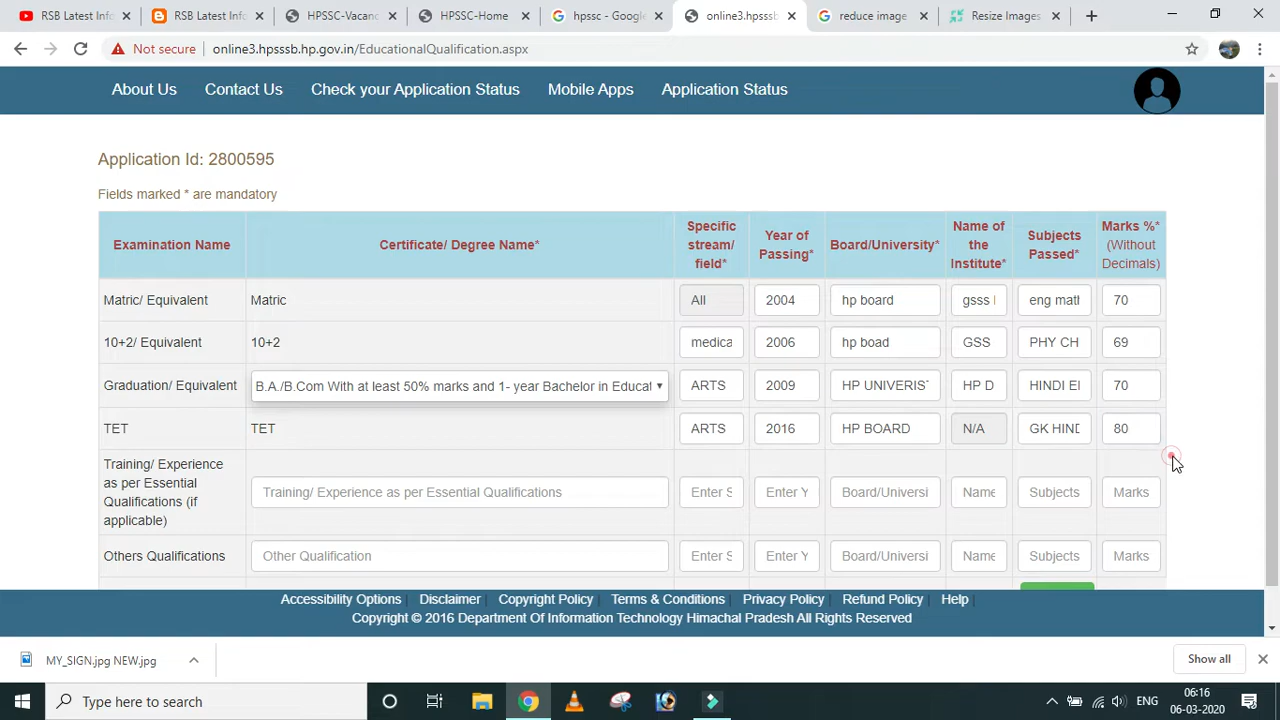 RSB Latest Info
RSB Latest Info
HPSSC-Vacanc
HPSSC-Home
hpssc - Google
online3.hpsssb
reduce image
Resize Images
Not secure
online3.hpsssb.hp.gov.in/EducationalQualification.aspx
About Us
Contact Us
Check your Application Status
Mobile Apps
Application Status
Application Id: 2800595
Fields marked * are mandatory
Examination Name
Certificate/ Degree Name*
Specific stream/ field*
Year of Passing*
Board/University*
Name of the Institute*
Subjects Passed*
Marks %* (Without Decimals)
Matric/ Equivalent
Matric
All
2004
hp board
gsss
eng math
70
10+2/ Equivalent
10+2
medica
2006
hp boad
GSS
PHY CH
69
Graduation/ Equivalent
B.A./B.Com With at least 50% marks and 1- year Bachelor in Educat
ARTS
2009
HP UNIVERIST
HP D
HINDI EI
70
TET
TET
ARTS
2016
HP BOARD
N/A
GK HIND
80
Training/ Experience
as per Essential
Qualifications (if
applicable)
Training/ Experience as per Essential Qualifications
Enter S
Enter Y
Board/Universi
Name
Subjects
Marks
Others Qualifications
Other Qualification
Enter S
Enter Y
Board/Universi
Name
Subjects
Marks
Accessibility Options
Disclaimer
Copyright Policy
Terms & Conditions
Privacy Policy
Refund Policy
Help
Copyright © 2016 Department Of Information Technology Himachal Pradesh All Rights Reserved
MY_SIGN.jpg NEW.jpg
Show all
Type here to search
ENG
06:16
06-03-2020